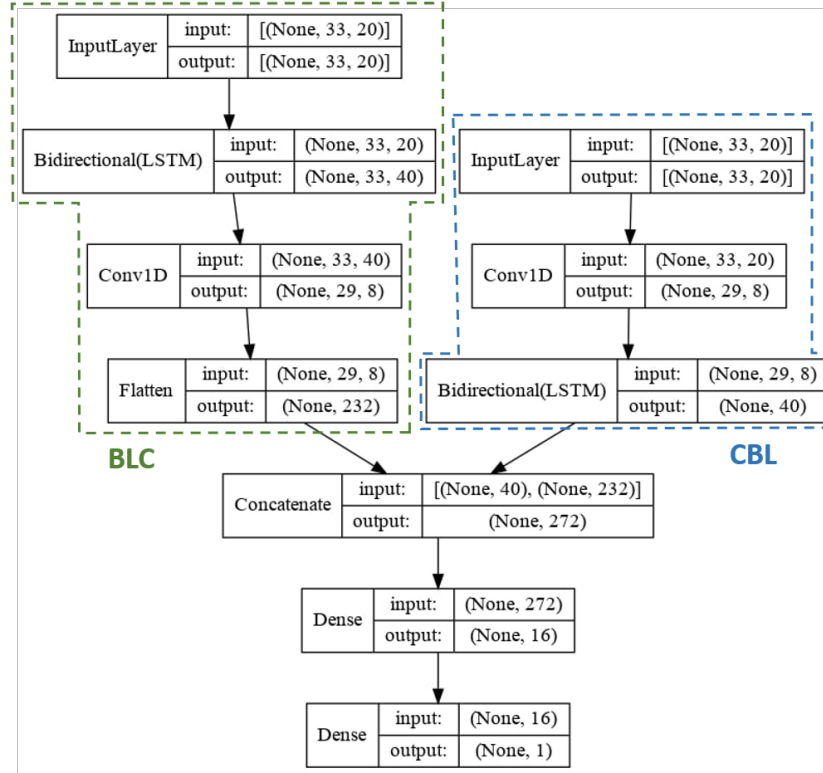 InputLayer
input: [(None, 33, 20)]
output: [(None, 33, 20)]
Bidirectional(LSTM)
input: (None, 33, 20)
output: (None, 33, 40)
InputLayer
input: [(None, 33, 20)]
output: [(None, 33, 20)]
Conv1D
input: (None, 33, 40)
output: (None, 29, 8)
Conv1D
input: (None, 33, 20)
output: (None, 29, 8)
Flatten
input: (None, 29, 8)
output: (None, 232)
Bidirectional(LSTM)
input: (None, 29, 8)
output: (None, 40)
BLC
CBL
Concatenate
input: [(None, 40), (None, 232)]
output: (None, 272)
Dense
input: (None, 272)
output: (None, 16)
Dense
input: (None, 16)
output: (None, 1)